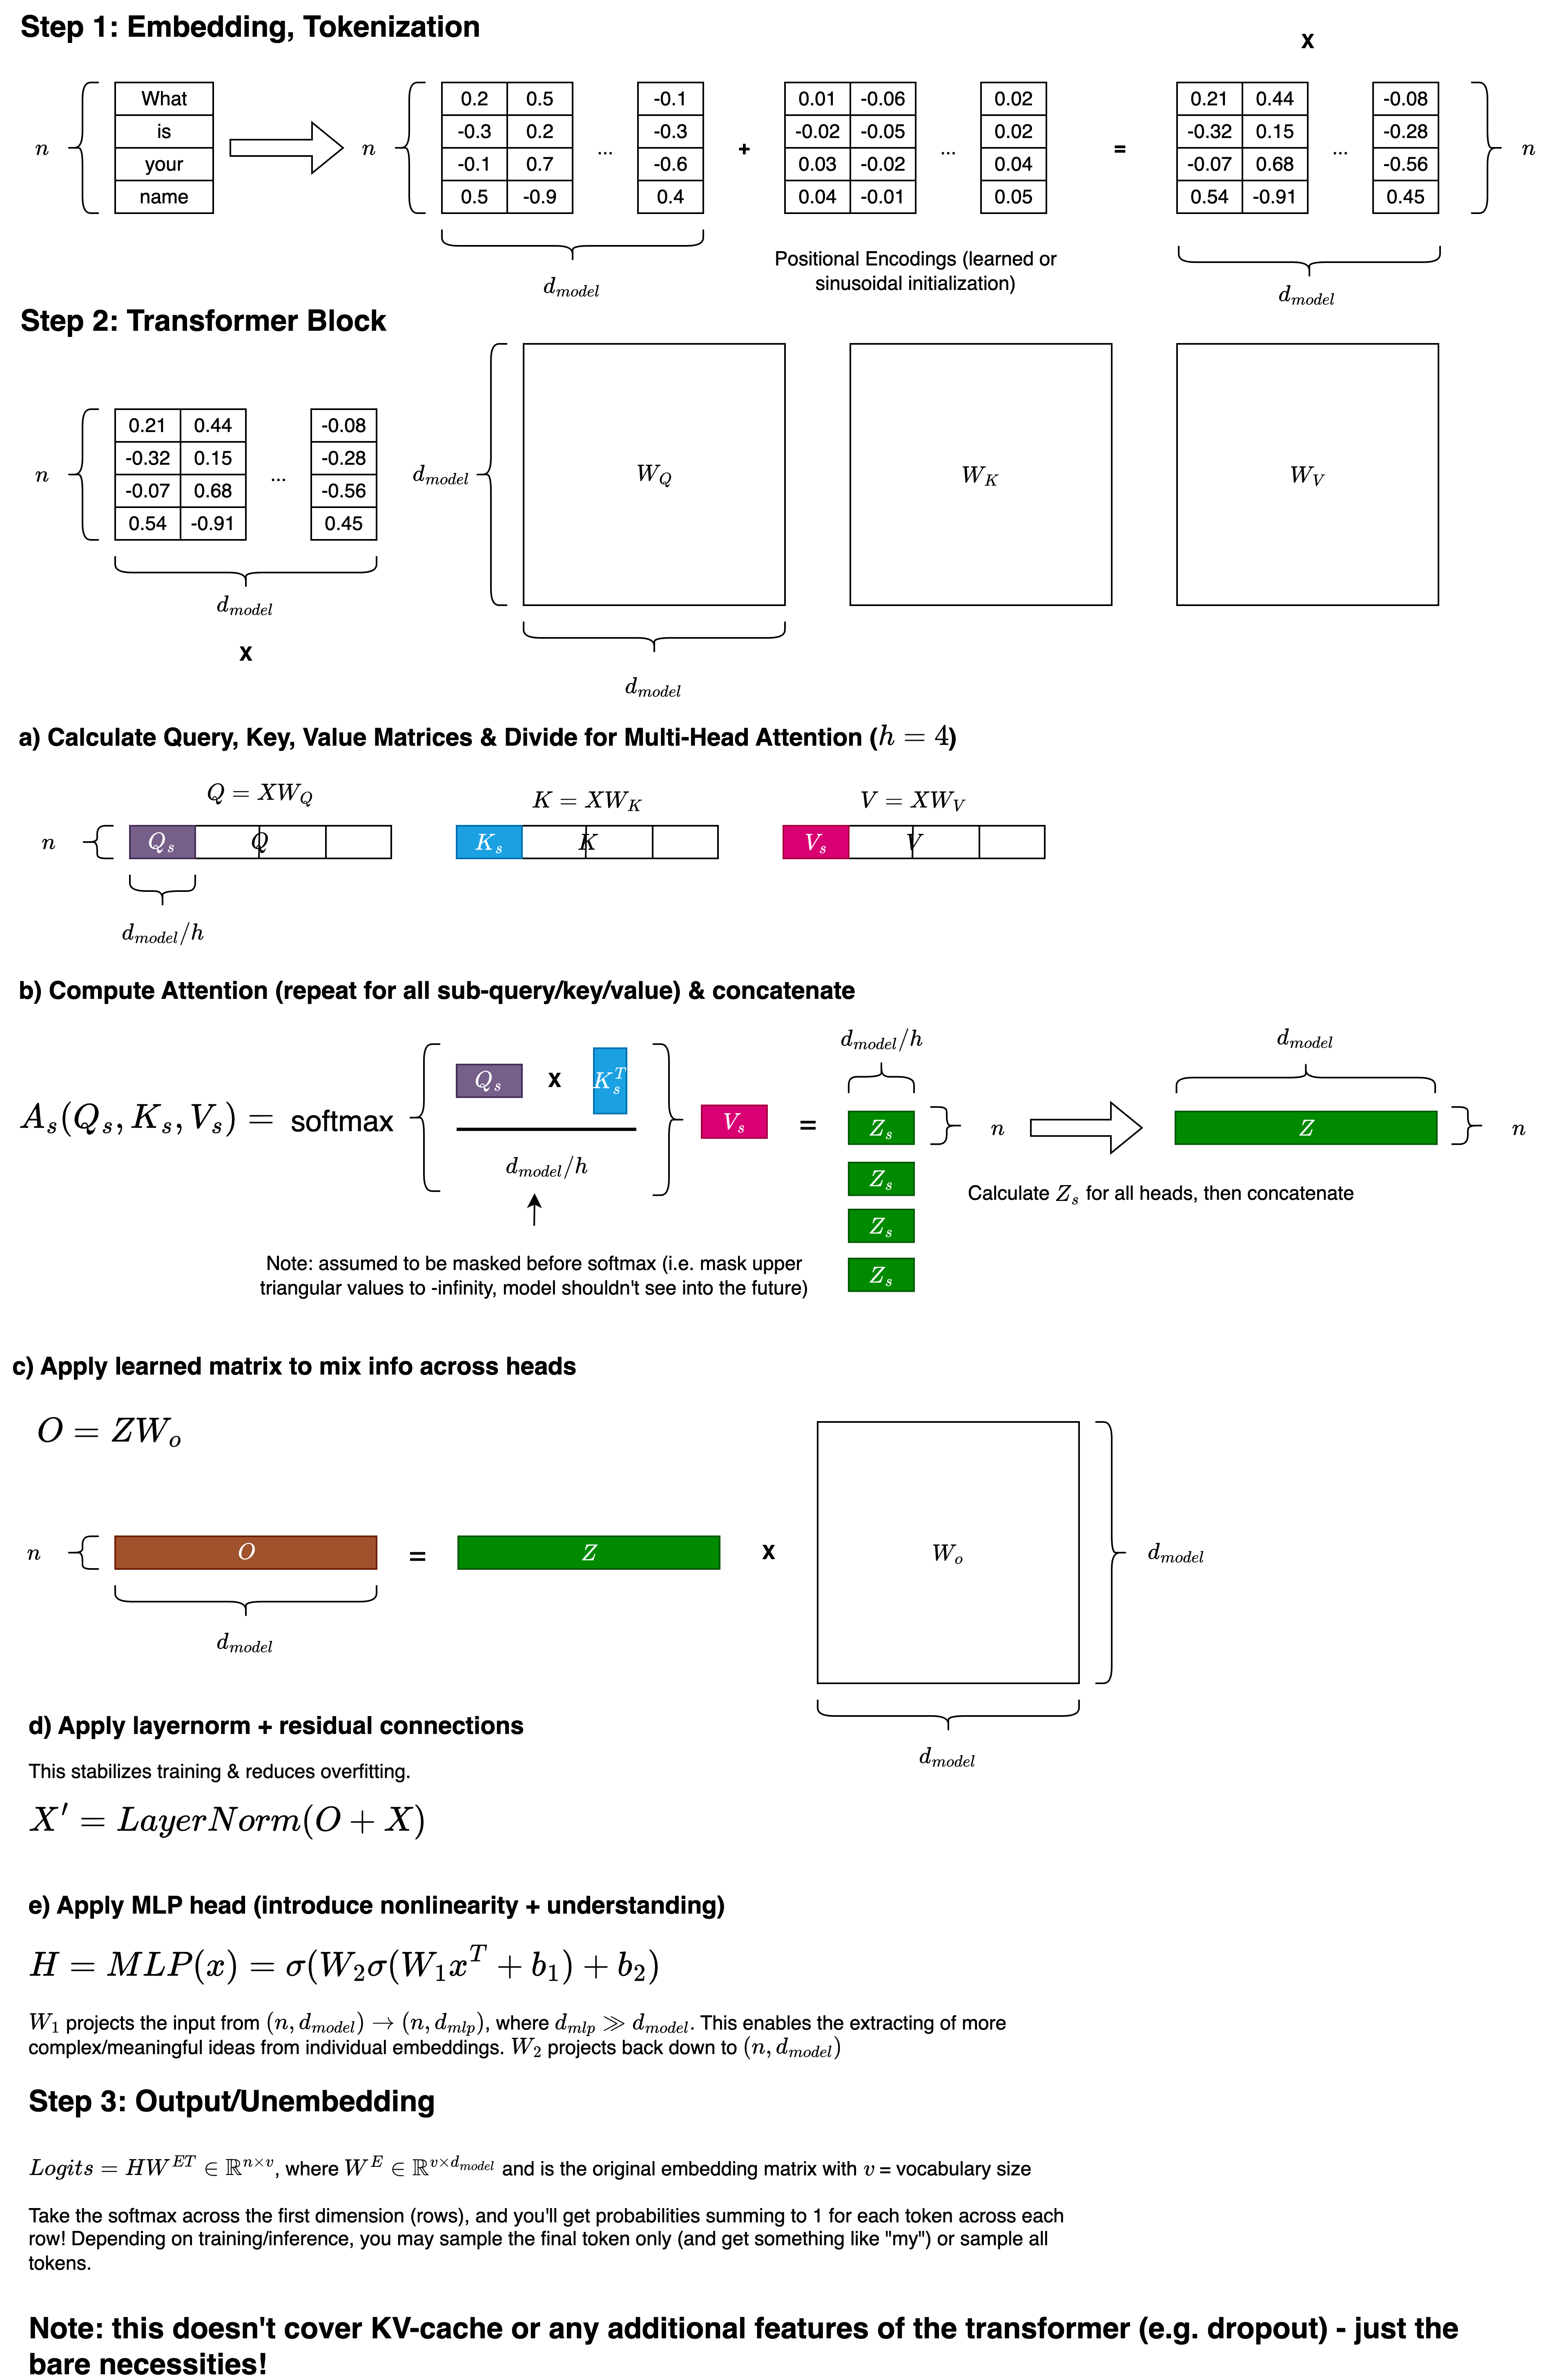 Step 1: Embedding, Tokenization
X
n
What
is
your
name
n
0.2 0.5 ... -0.1
-0.3 0.2 -0.3
-0.1 0.7 -0.6
0.5 -0.9 0.4
+
0.01 -0.06 ... 0.02
-0.02 -0.05 0.02
0.03 -0.02 0.04
0.04 -0.01 0.05
=
0.21 0.44 ... -0.08
-0.32 0.15 -0.28
-0.07 0.68 -0.56
0.54 -0.91 0.45
n
d_{model}
Positional Encodings (learned or
sinusoidal initialization)
d_{model}
Step 2: Transformer Block
n
0.21 0.44 ... -0.08
-0.32 0.15 -0.28
-0.07 0.68 -0.56
0.54 -0.91 0.45
d_{model}
X
d_{model}
W_Q
W_K
W_V
d_{model}
a) Calculate Query, Key, Value Matrices & Divide for Multi-Head Attention (h = 4)
Q = XW_Q
K = XW_K
V = XW_V
n
Q_s Q
K_s K
V_s V
d_{model}/h
b) Compute Attention (repeat for all sub-query/key/value) & concatenate
A_s(Q_s, K_s, V_s) = softmax
Q_s X K_s^T
d_{model}/h
V_s
=
d_{model}/h
Z_s
n
Z_s
Z_s
Z_s
d_{model}
Z
n
Calculate Z_s for all heads, then concatenate
Note: assumed to be masked before softmax (i.e. mask upper
triangular values to -infinity, model shouldn't see into the future)
c) Apply learned matrix to mix info across heads
O = ZW_o
n
O = Z X W_o
d_{model}
d_{model}
d_{model}
d) Apply layernorm + residual connections
This stabilizes training & reduces overfitting.
X' = LayerNorm(O + X)
e) Apply MLP head (introduce nonlinearity + understanding)
H = MLP(x) = σ(W_2σ(W_1x^T + b_1) + b_2)
W_1 projects the input from (n, d_{model}) → (n, d_{mlp}), where d_{mlp} ≫ d_{model}. This enables the extracting of more
complex/meaningful ideas from individual embeddings. W_2 projects back down to (n, d_{model})
Step 3: Output/Unembedding
Logits = HW^{ET} ∈ ℝ^{n×v}, where W^E ∈ ℝ^{v×d_{model}} and is the original embedding matrix with v = vocabulary size
Take the softmax across the first dimension (rows), and you'll get probabilities summing to 1 for each token across each
row! Depending on training/inference, you may sample the final token only (and get something like "my") or sample all
tokens.
Note: this doesn't cover KV-cache or any additional features of the transformer (e.g. dropout) - just the
bare necessities!